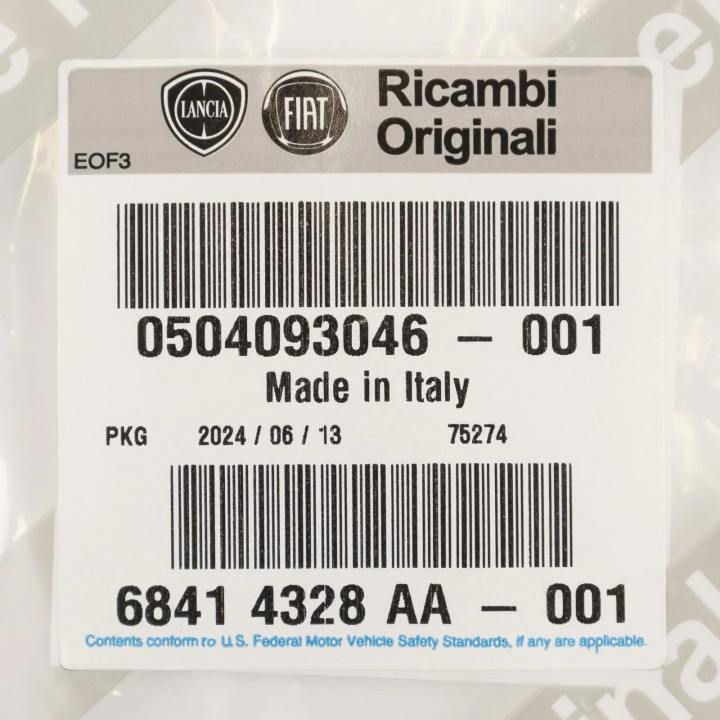 LANCIA
FIAT
Ricambi
Originali
EOF3
0504093046 - 001
Made in Italy
PKG 2024 / 06 / 13 75274
6841 4328 AA - 001
Contents conform to U.S. Federal Motor Vehicle Safety Standards, if any are applicable.